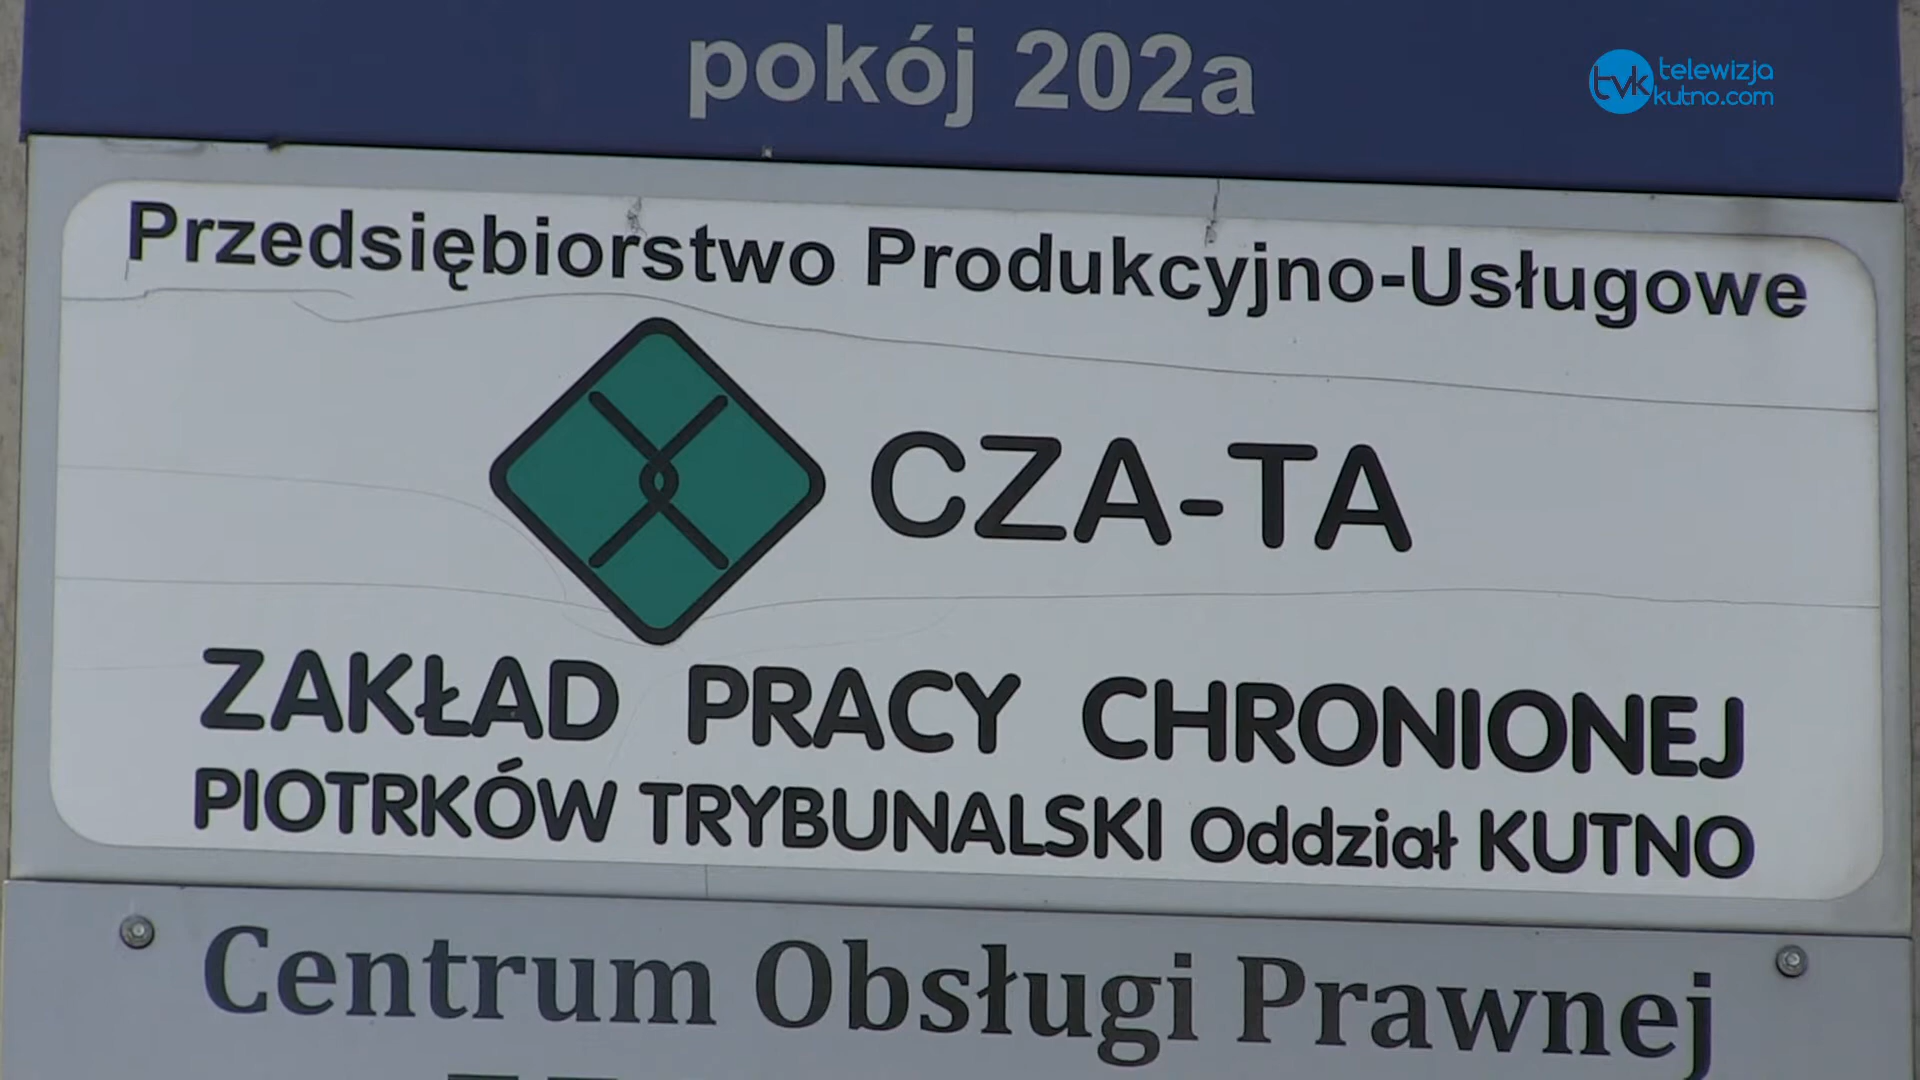 pokój 202a
telewizja
tvk kutno.com
Przedsiębiorstwo Produkcyjno-Usługowe
CZA-TA
ZAKŁAD PRACY CHRONIONEJ
PIOTRKÓW TRYBUNALSKI Oddział KUTNO
Centrum Obsługi Prawnej